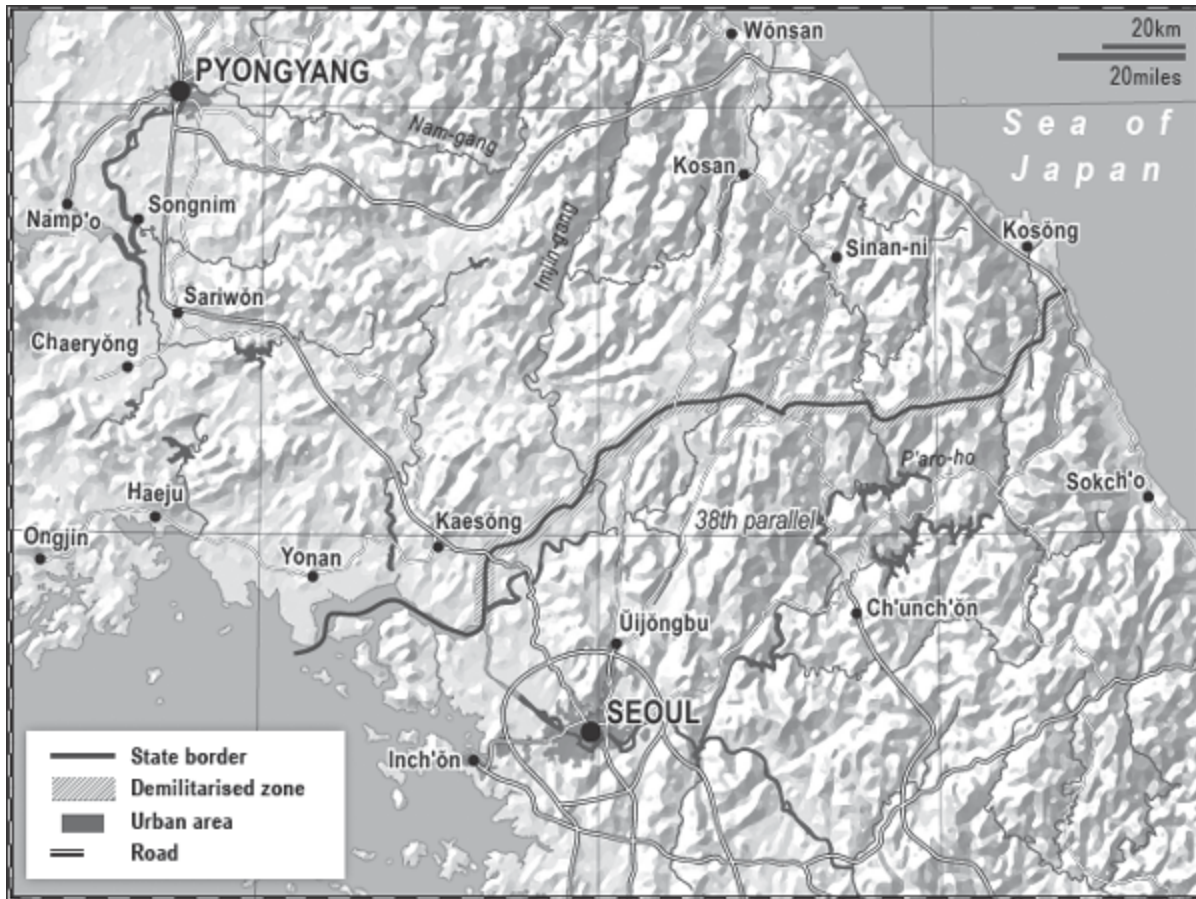 Wŏnsan
20km
20miles
PYONGYANG
Sea of
Japan
Nam-gang
Kosan
Namp'o
Songnim
Imjin-gang
Sinan-ni
Kosŏng
Sariwŏn
Chaeryŏng
P'aro-ho
Sokch'o
Haeju
Kaesŏng
38th parallel
Ongjin
Yonan
Ch'unch'ŏn
Ŭijŏngbu
SEOUL
Inch'ŏn
State border
Demilitarised zone
Urban area
Road